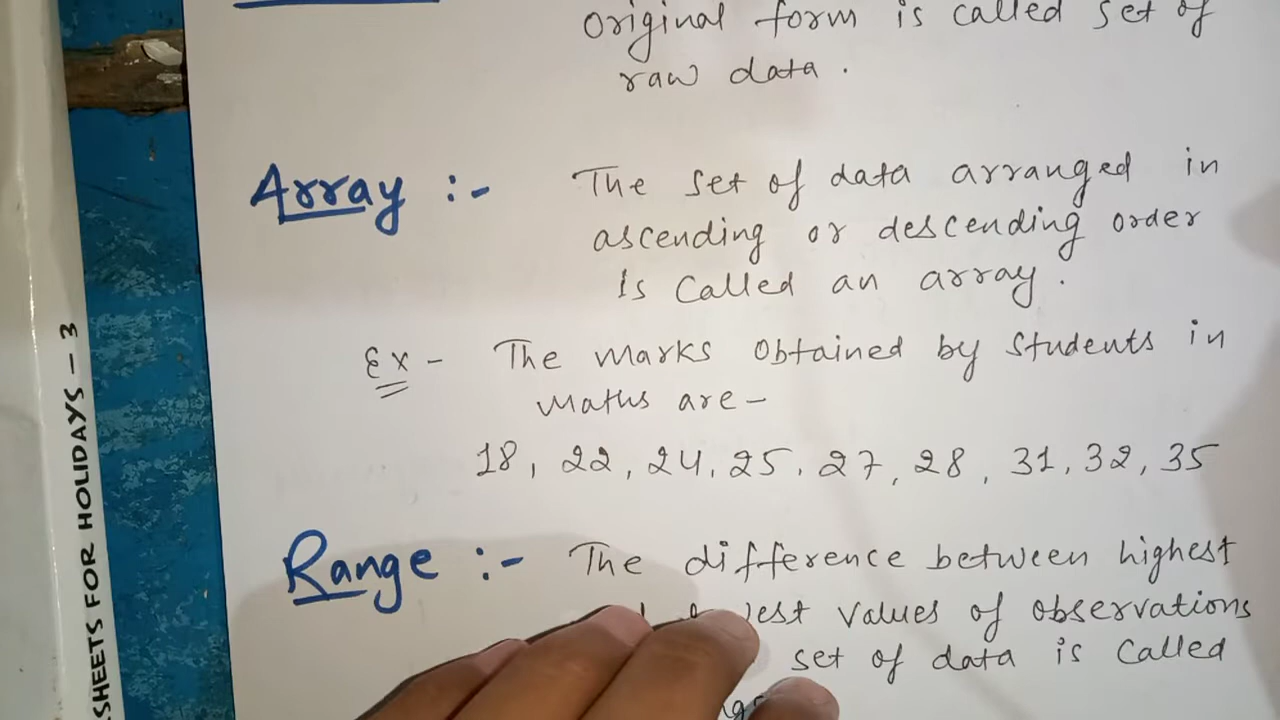 original form is called set of
raw data.
Array :- The set of data arranged in
ascending or descending order
is called an array.
Ex - The marks obtained by students in
maths are -
18, 22, 24, 25, 27, 28, 31, 32, 35
Range :- The difference between highest
values of observations
set of data is called
SHEETS FOR HOLIDAYS - 3